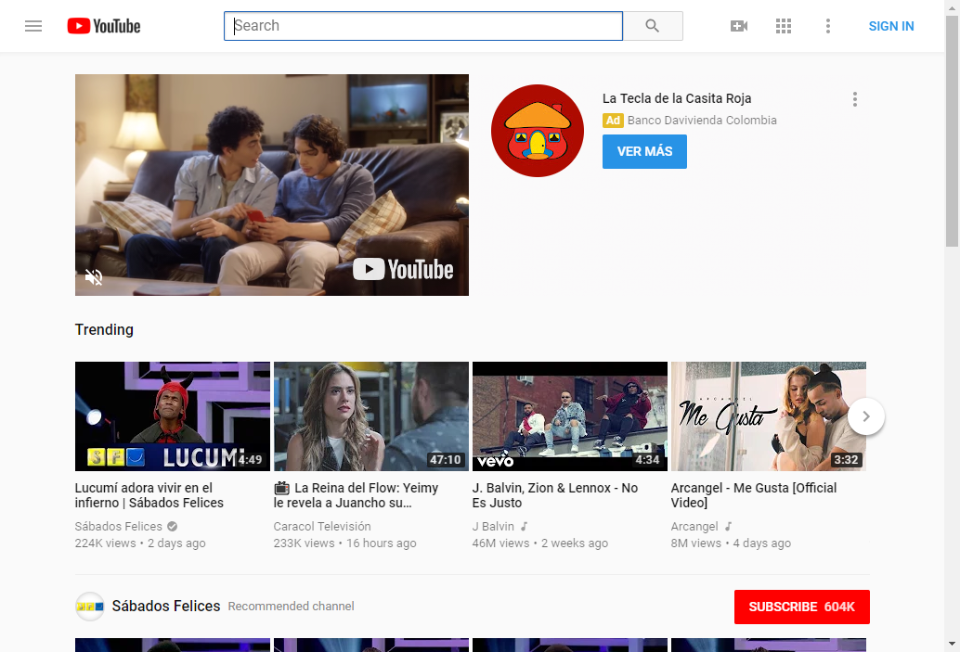 YouTube
Search
SIGN IN
La Tecla de la Casita Roja
Ad Banco Davivienda Colombia
VER MÁS
YouTube
Trending
LUCUMÍ
4:49
47:10
vevo
4:34
ARCANGEL
Me Gusta
3:32
Lucumí adora vivir en el
infierno | Sábados Felices
Sábados Felices
224K views • 2 days ago
La Reina del Flow: Yeimy
le revela a Juancho su...
Caracol Televisión
233K views • 16 hours ago
J. Balvin, Zion & Lennox - No
Es Justo
J Balvin
46M views • 2 weeks ago
Arcangel - Me Gusta [Official
Video]
Arcangel
8M views • 4 days ago
Sábados Felices Recommended channel
SUBSCRIBE 604K